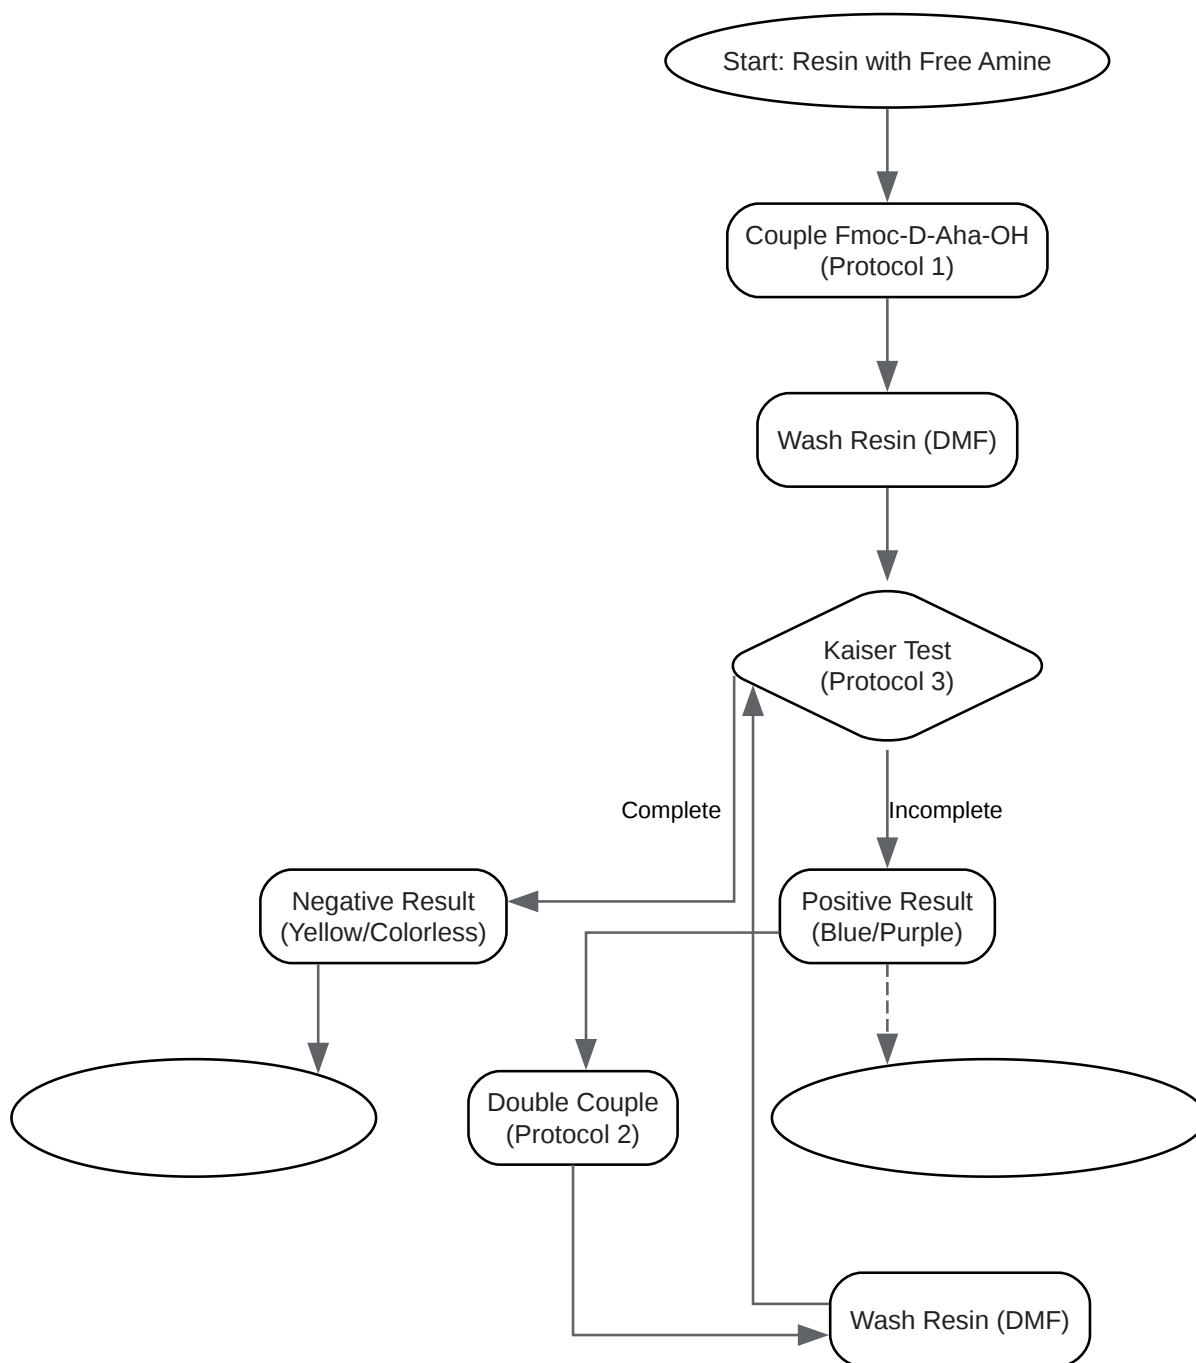 Start: Resin with Free Amine
Couple Fmoc-D-Aha-OH
(Protocol 1)
Wash Resin (DMF)
Kaiser Test
(Protocol 3)
Complete
Incomplete
Negative Result
(Yellow/Colorless)
Positive Result
(Blue/Purple)
Double Couple
(Protocol 2)
Wash Resin (DMF)